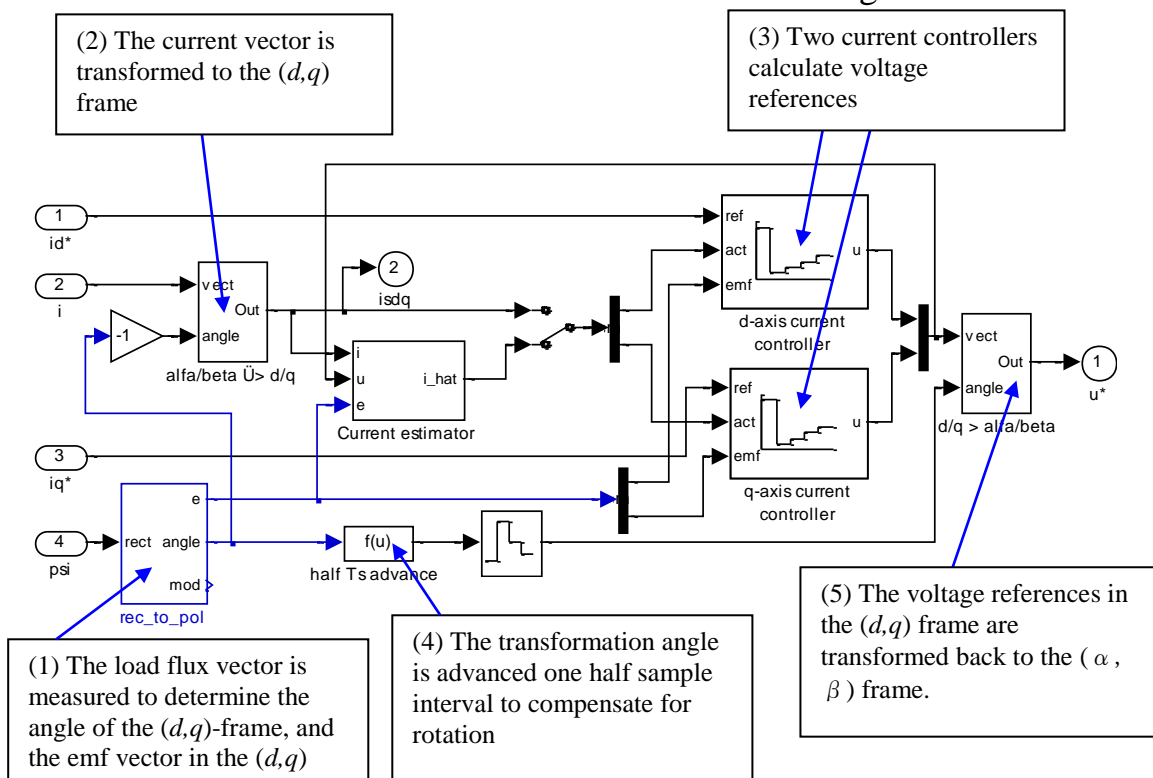 (2) The current vector is
transformed to the (d,q)
frame
(3) Two current controllers
calculate voltage
references
1
id*
2
i
-1
vect
Out
angle
alfa/beta Ü> d/q
2
isdq
i
u
e
i_hat
Current estimator
ref
act
emf
u
d-axis current
controller
ref
act
emf
u
q-axis current
controller
vect
Out
angle
d/q > alfa/beta
1
u*
3
iq*
4
psi
rect
e
angle
mod
rec_to_pol
f(u)
half Ts advance
(1) The load flux vector is
measured to determine the
angle of the (d,q)-frame, and
the emf vector in the (d,q)
(4) The transformation angle
is advanced one half sample
interval to compensate for
rotation
(5) The voltage references in
the (d,q) frame are
transformed back to the (α,
β) frame.